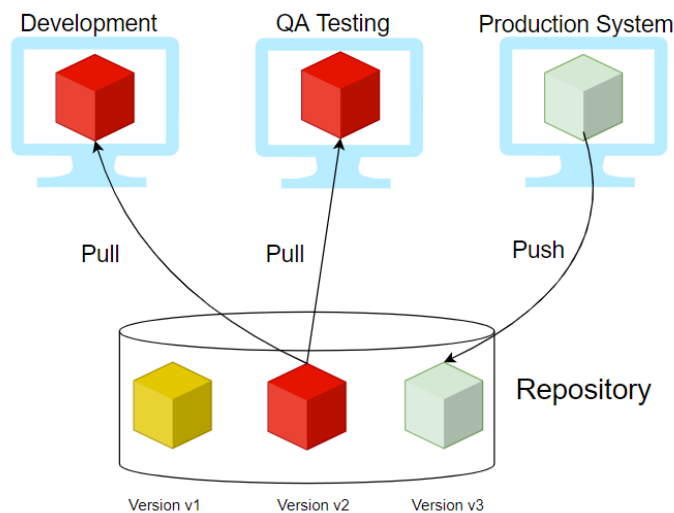 Development
QA Testing
Production System
Pull
Pull
Push
Repository
Version v1
Version v2
Version v3